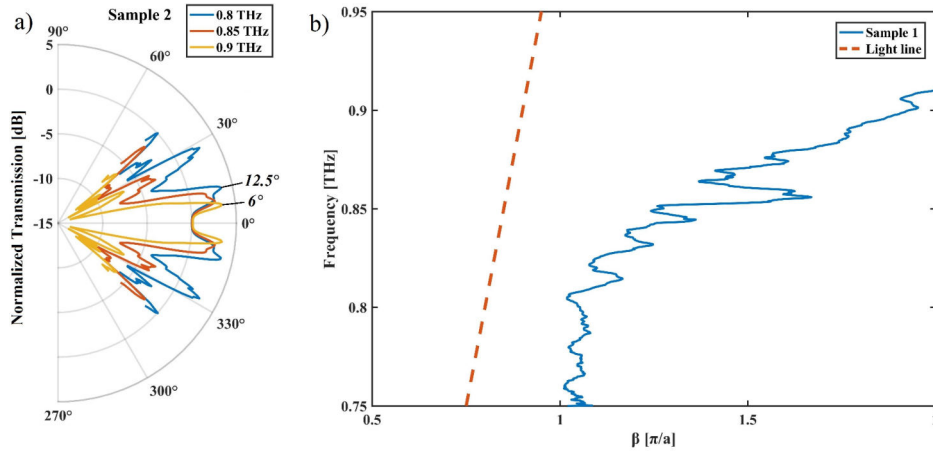 a)
Sample 2
0.8 THz
0.85 THz
0.9 THz
90°
60°
30°
12.5°
6°
0°
330°
300°
270°
5
0
-5
-10
-15
Normalized Transmission [dB]
b)
Sample 1
Light line
0.95
0.9
0.85
0.8
0.75
Frequency [THz]
0.5
1
1.5
β [π/a]